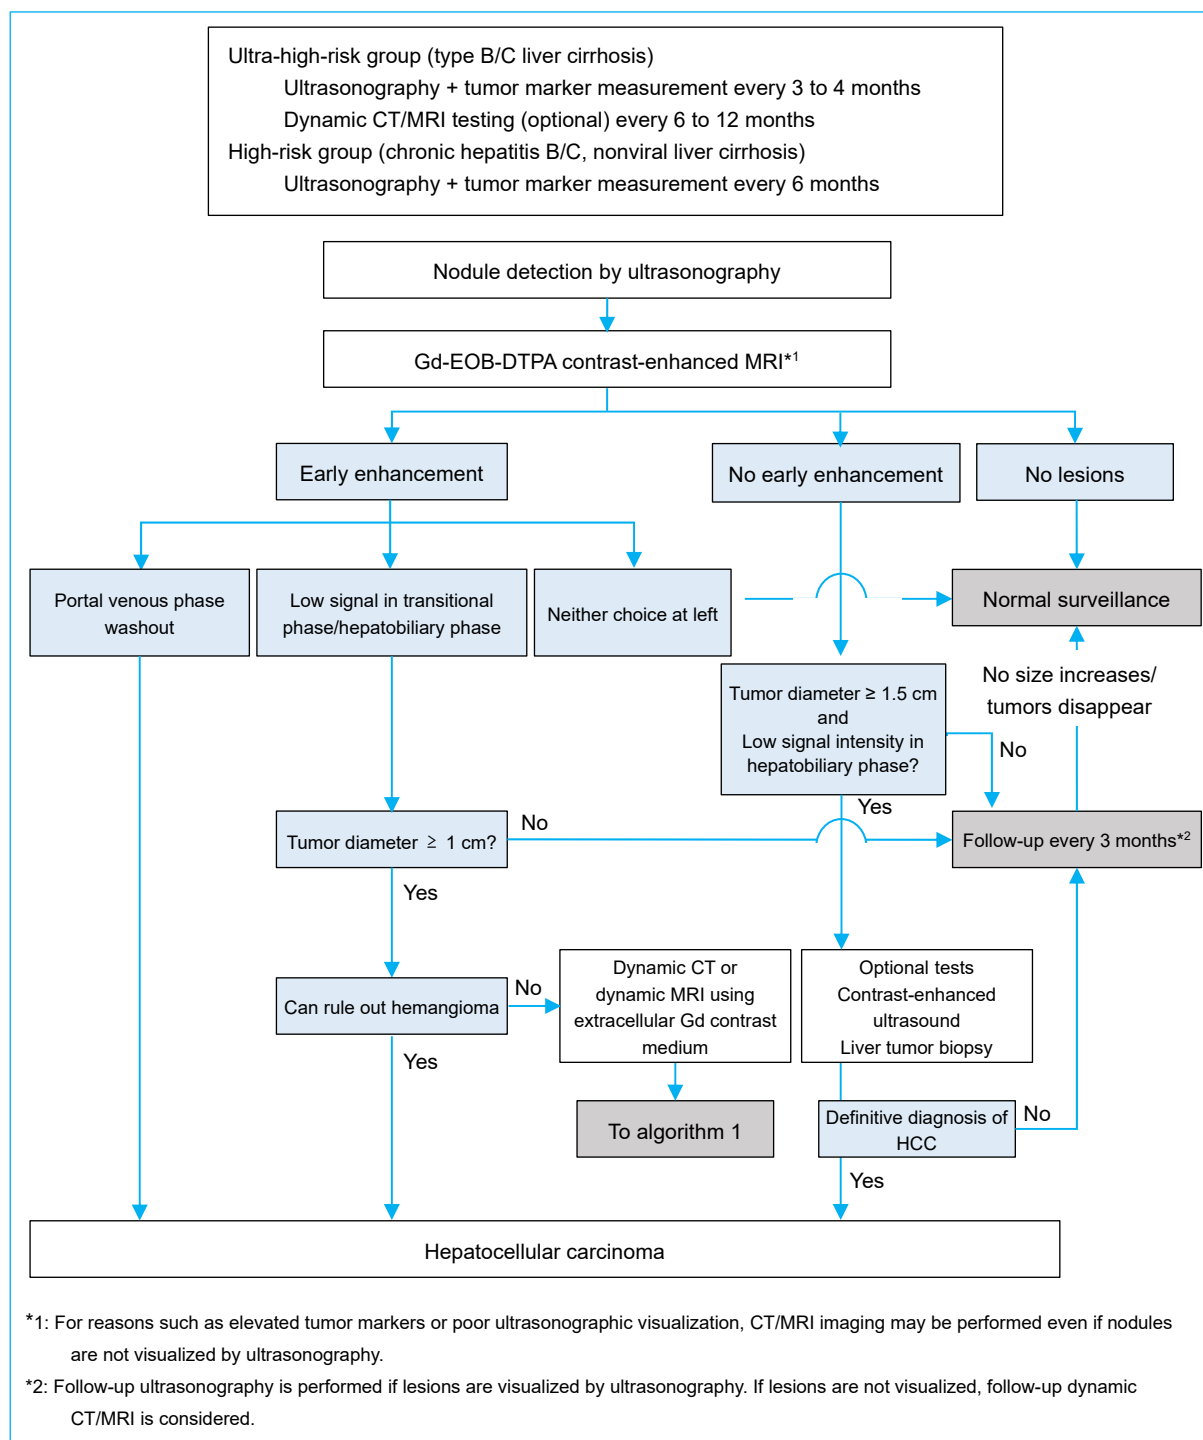 Ultra-high-risk group (type B/C liver cirrhosis)
Ultrasonography + tumor marker measurement every 3 to 4 months
Dynamic CT/MRI testing (optional) every 6 to 12 months
High-risk group (chronic hepatitis B/C, nonviral liver cirrhosis)
Ultrasonography + tumor marker measurement every 6 months
Nodule detection by ultrasonography
Gd-EOB-DTPA contrast-enhanced MRI*1
Early enhancement
No early enhancement
No lesions
Portal venous phase
washout
Low signal in transitional
phase/hepatobiliary phase
Neither choice at left
Normal surveillance
Tumor diameter ≥ 1.5 cm
and
Low signal intensity in
hepatobiliary phase?
No size increases/
tumors disappear
No
Yes
Tumor diameter ≥ 1 cm?
No
Follow-up every 3 months*2
Yes
Can rule out hemangioma
No
Dynamic CT or
dynamic MRI using
extracellular Gd contrast
medium
Optional tests
Contrast-enhanced
ultrasound
Liver tumor biopsy
Yes
To algorithm 1
Definitive diagnosis of
HCC
No
Yes
Hepatocellular carcinoma
*1: For reasons such as elevated tumor markers or poor ultrasonographic visualization, CT/MRI imaging may be performed even if nodules
are not visualized by ultrasonography.
*2: Follow-up ultrasonography is performed if lesions are visualized by ultrasonography. If lesions are not visualized, follow-up dynamic
CT/MRI is considered.